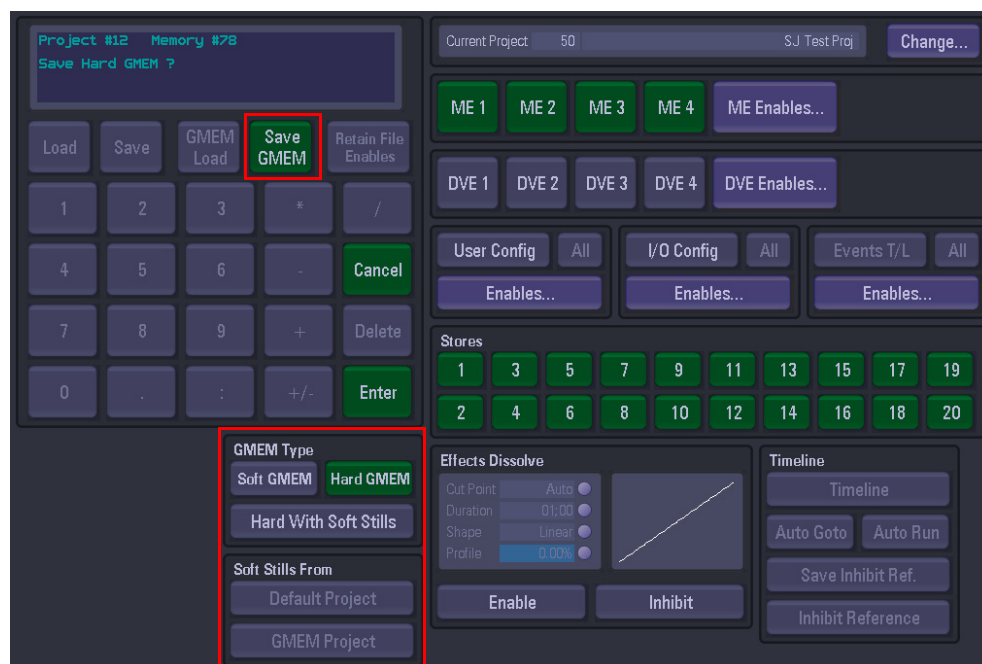 Project #12 Memory #78
Save Hard GMEM ?
Load
Save
GMEM Load
Save GMEM
Retain File Enables
1 2 3 * /
4 5 6 - Cancel
7 8 9 + Delete
0 . : +/- Enter
GMEM Type
Soft GMEM Hard GMEM
Hard With Soft Stills
Soft Stills From
Default Project
GMEM Project
Current Project 50 SJ Test Proj Change...
ME 1 ME 2 ME 3 ME 4 ME Enables...
DVE 1 DVE 2 DVE 3 DVE 4 DVE Enables...
User Config All I/O Config All Events T/L All
Enables... Enables... Enables...
Stores
1 3 5 7 9 11 13 15 17 19
2 4 6 8 10 12 14 16 18 20
Effects Dissolve
Cut Point Auto
Duration 01:00
Shape Linear
Profile 0.00%
Enable Inhibit
Timeline
Timeline
Auto Goto Auto Run
Save Inhibit Ref.
Inhibit Reference